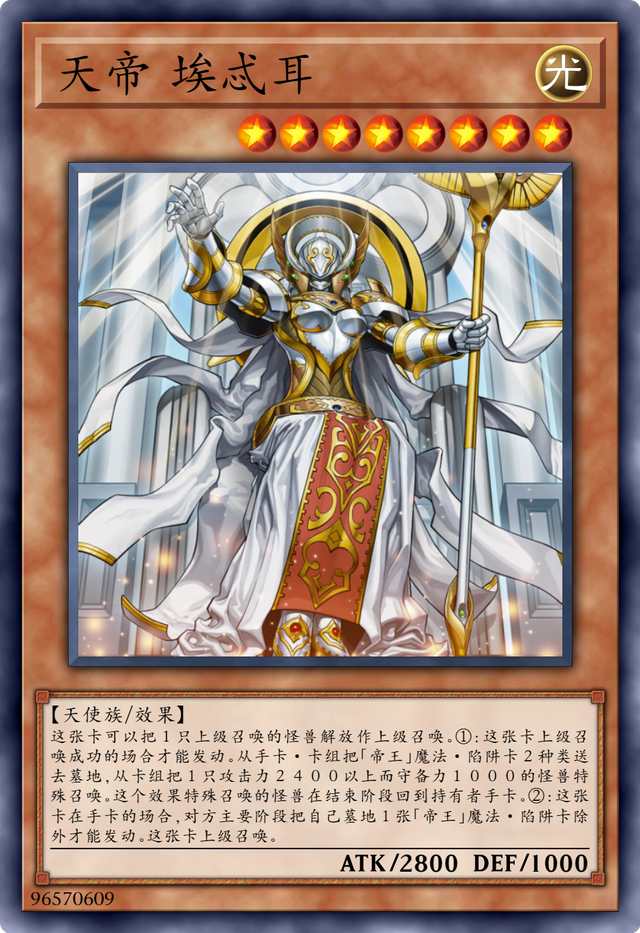 天帝 埃忒耳
光
【天使族/效果】
这张卡可以把1只上级召唤的怪兽解放作上级召唤。①:这张卡上级召
唤成功的场合才能发动。从手卡・卡组把「帝王」魔法・陷阱卡2种类送
去墓地,从卡组把1只攻击力2400以上而守备力1000的怪兽特
殊召唤。这个效果特殊召唤的怪兽在结束阶段回到持有者手卡。②:这张
卡在手卡的场合,对方主要阶段把自己墓地1张「帝王」魔法・陷阱卡除
外才能发动。这张卡上级召唤。
ATK/2800 DEF/1000
96570609